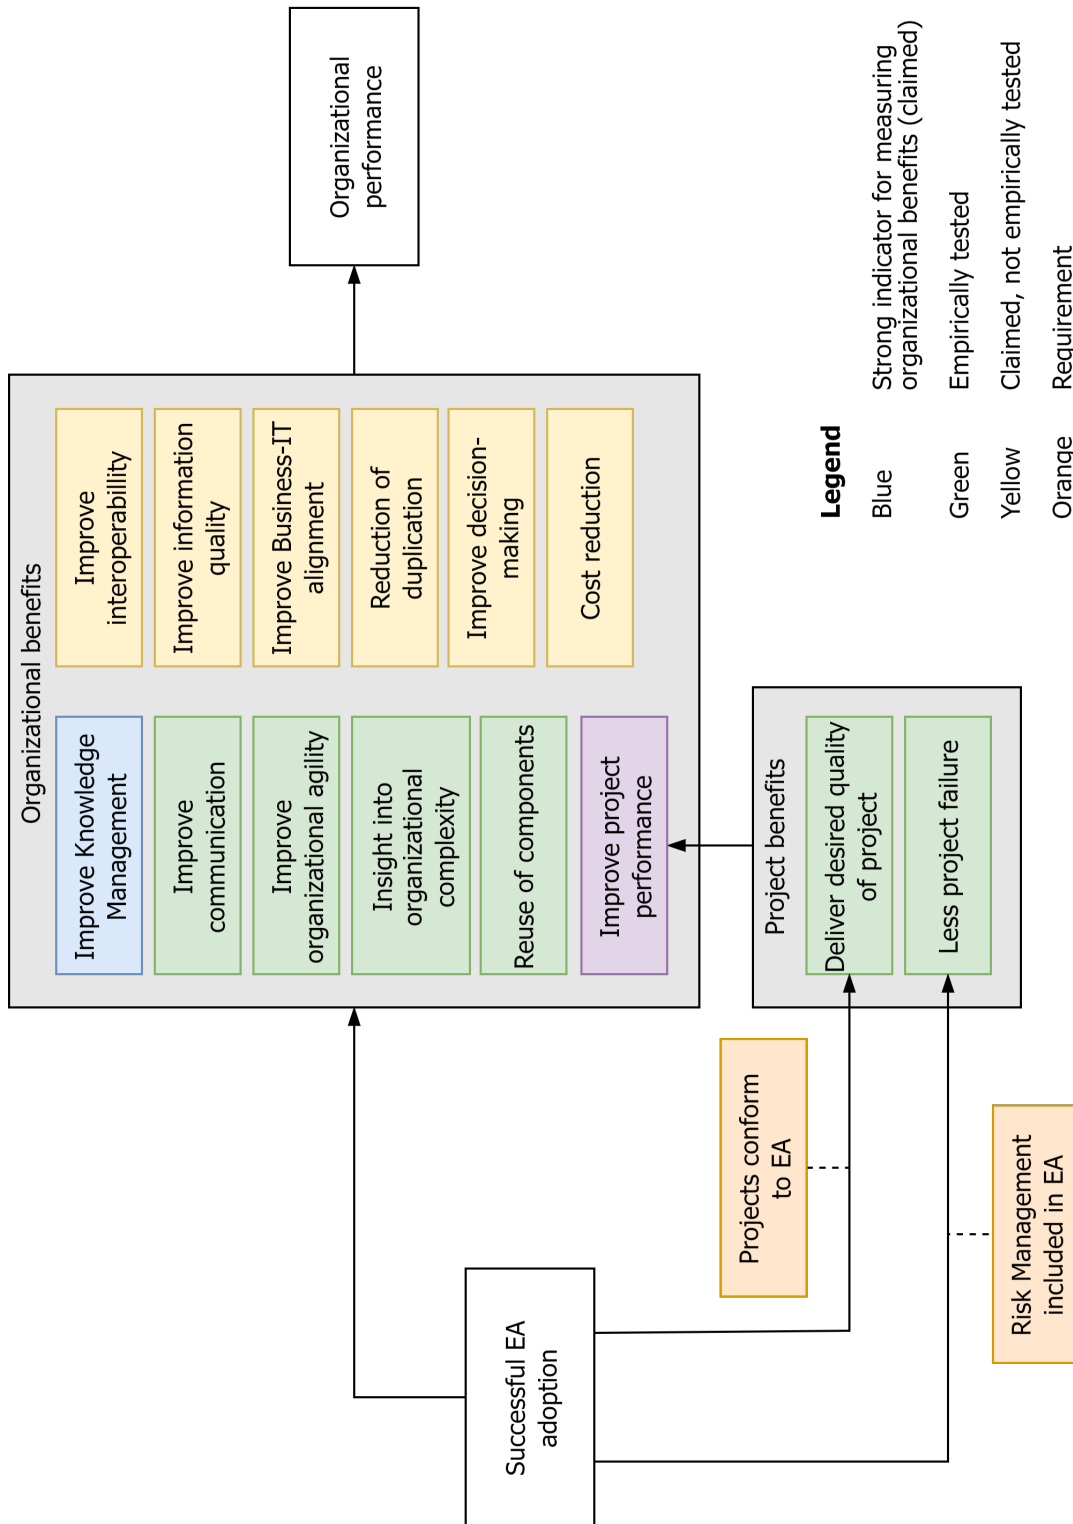 Successful EA
adoption
Projects conform
to EA
Risk Management
included in EA
Organizational benefits
Improve Knowledge
Management
Improve
communication
Improve
organizational agility
Insight into
organizational
complexity
Reuse of components
Improve project
performance
Improve
interoperabillity
Improve information
quality
Improve Business-IT
alignment
Reduction of
duplication
Improve decision-
making
Cost reduction
Project benefits
Deliver desired quality
of project
Less project failure
Organizational
performance
Legend
Blue
Strong indicator for measuring
organizational benefits (claimed)
Green
Empirically tested
Yellow
Claimed, not empirically tested
Orange
Requirement